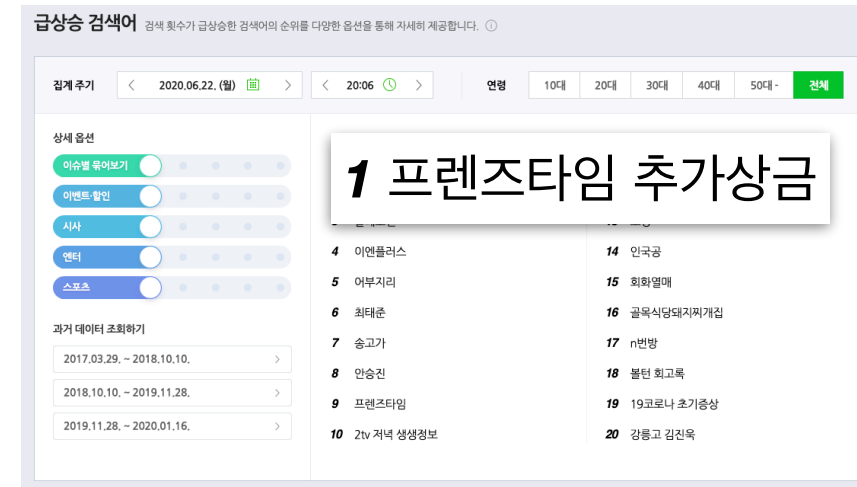 급상승 검색어 검색 횟수가 급상승한 검색어의 순위를 다양한 옵션을 통해 자세히 제공합니다.
집계 주기 < 2020.06.22. (월) > < 20:06 > 연령 10대 20대 30대 40대 50대 - 전체
상세 옵션
이슈별 묶어보기
이벤트·할인
시사
엔터
스포츠
과거 데이터 조회하기
2017.03.29. ~ 2018.10.10. >
2018.10.10. ~ 2019.11.28. >
2019.11.28. ~ 2020.01.16. >
1 프렌즈타임 추가상금
4 이엔플러스
5 어부지리
6 최태준
7 송고가
8 안승진
9 프렌즈타임
10 2tv 저녁 생생정보
14 인국공
15 회화열매
16 골목식당돼지찌개집
17 n번방
18 볼턴 회고록
19 19코로나 초기증상
20 강릉고 김진욱